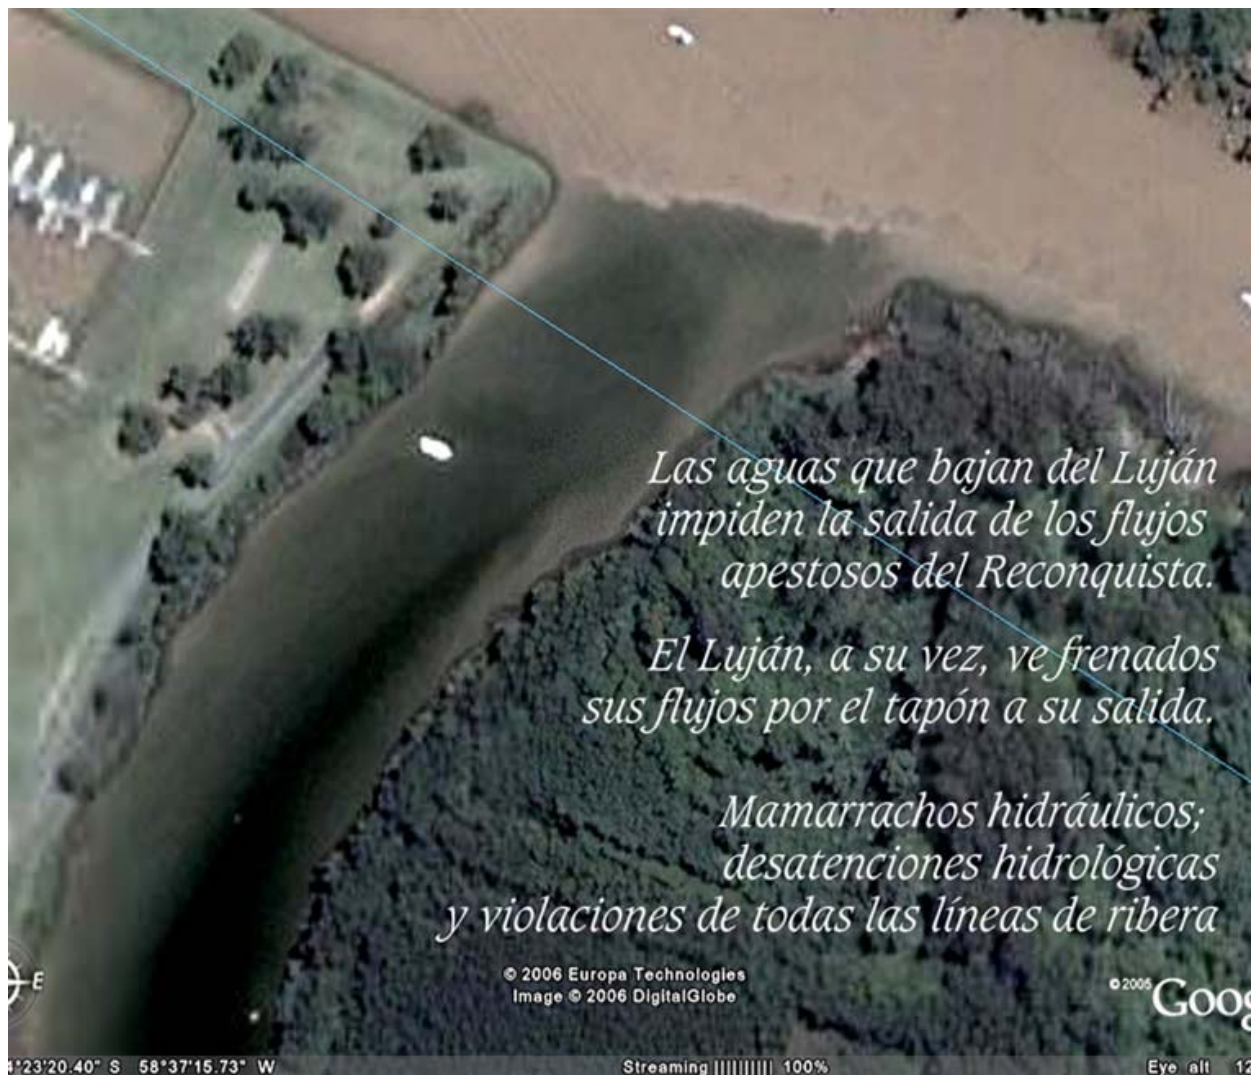 Las aguas que bajan del Luján
impiden la salida de los flujos
apestosos del Reconquista.
El Luján, a su vez, ve frenados
sus flujos por el tapón a su salida.
Mamarrachos hidráulicos;
desatenciones hidrológicas
y violaciones de todas las líneas de ribera
E
© 2006 Europa Technologies
Image © 2006 DigitalGlobe
©2005 Goog
4°23'20.40" S 58°37'15.73" W
Streaming |||||||||| 100%
Eye alt 12